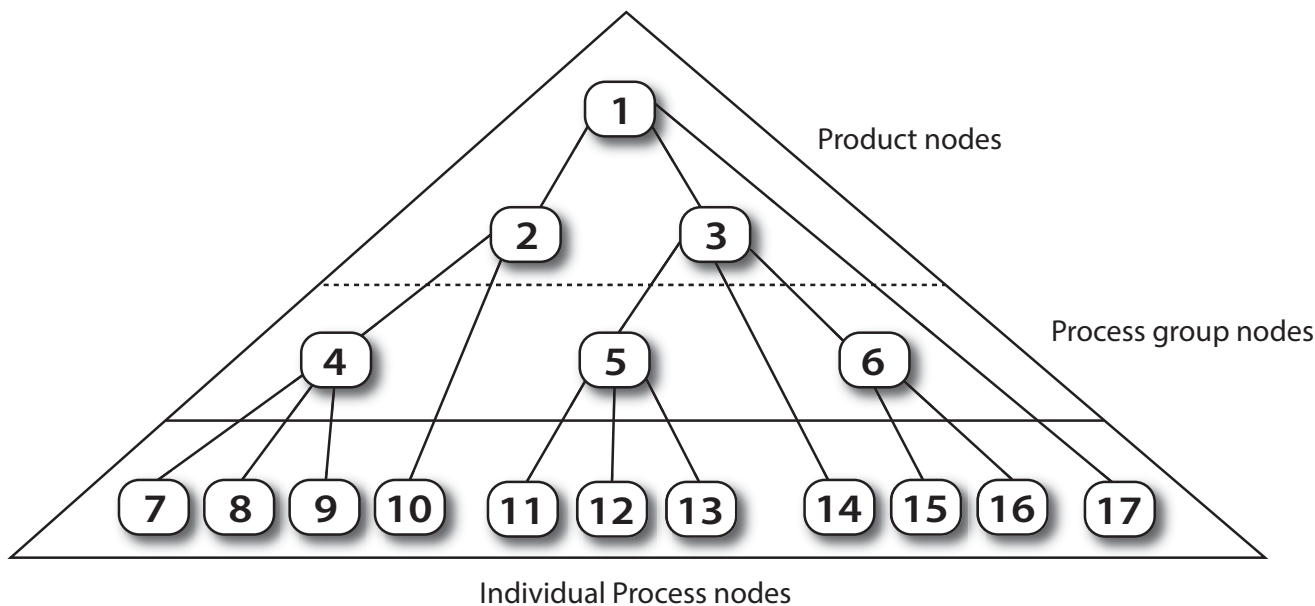 1
Product nodes
2 3
Process group nodes
4 5 6
7 8 9 10 11 12 13 14 15 16 17
Individual Process nodes